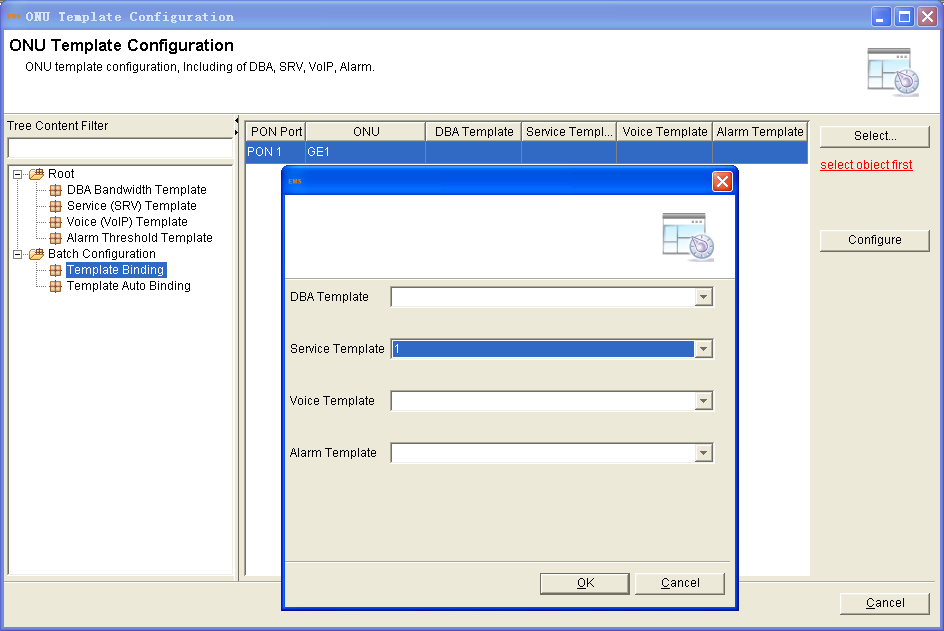 EMS ONU Template Configuration
ONU Template Configuration
ONU template configuration, Including of DBA, SRV, VoIP, Alarm.
Tree Content Filter
Root
DBA Bandwidth Template
Service (SRV) Template
Voice (VoIP) Template
Alarm Threshold Template
Batch Configuration
Template Binding
Template Auto Binding
PON Port ONU DBA Template Service Templ... Voice Template Alarm Template
PON 1 GE1
Select...
select object first
Configure
EMS
DBA Template
Service Template 1
Voice Template
Alarm Template
OK Cancel
Cancel